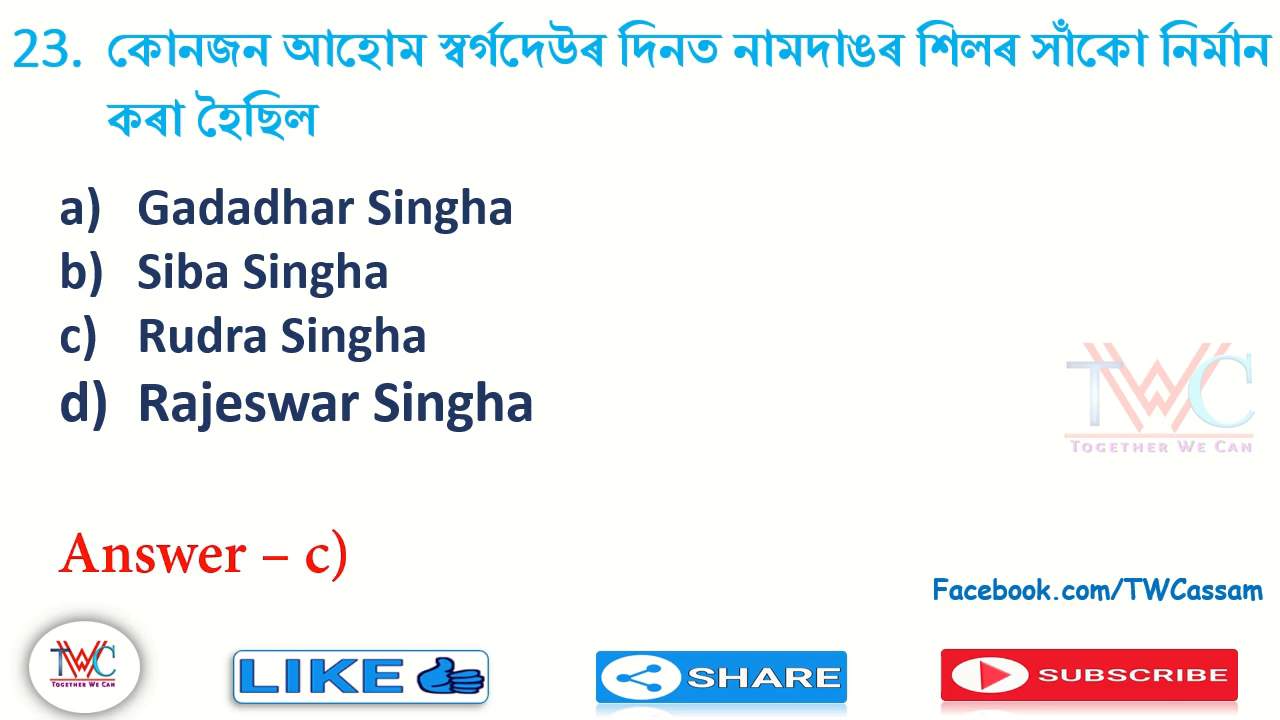 23. কোনজন আহোম স্বৰ্গদেউৰ দিনত নামদাঙৰ শিলৰ সাঁকো নিৰ্মান
কৰা হৈছিল
a) Gadadhar Singha
b) Siba Singha
c) Rudra Singha
d) Rajeswar Singha
TWC
TOGETHER WE CAN
Answer – c)
Facebook.com/TWCassam
TWC
TOGETHER WE CAN
LIKE
SHARE
SUBSCRIBE